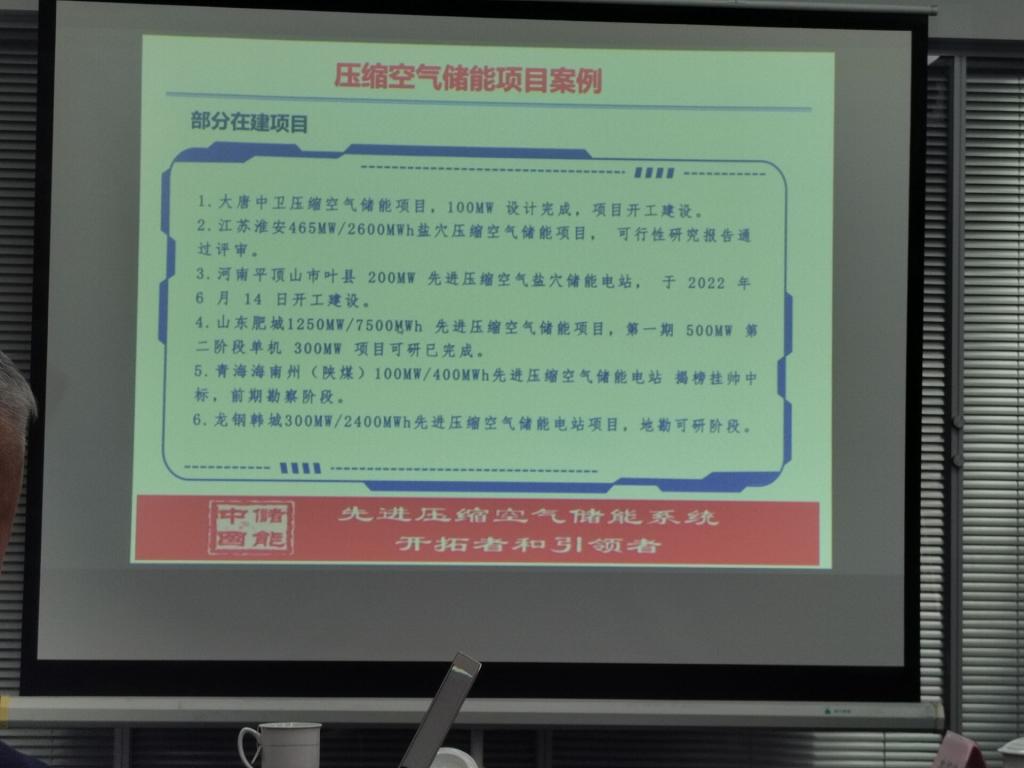 压缩空气储能项目案例
部分在建项目
1.大唐中卫压缩空气储能项目，100MW 设计完成，项目开工建设。
2.江苏淮安465MW/2600MWh盐穴压缩空气储能项目， 可行性研究报告通
过评审。
3.河南平顶山市叶县 200MW 先进压缩空气盐穴储能电站， 于 2022 年
6 月 14 日开工建设。
4.山东肥城1250MW/7500MWh 先进压缩空气储能项目，第一期 500MW 第
二阶段单机 300MW 项目可研已完成。
5.青海海南州（陕煤）100MW/400MWh先进压缩空气储能电站 揭榜挂帅中
标，前期勘察阶段。
6.龙钢韩城300MW/2400MWh先进压缩空气储能电站项目，地勘可研阶段。
中储
国能
先进压缩空气储能系统
开拓者和引领者